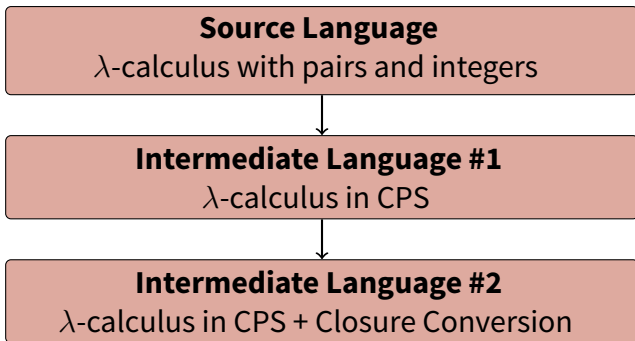 Source Language
λ-calculus with pairs and integers
Intermediate Language #1
λ-calculus in CPS
Intermediate Language #2
λ-calculus in CPS + Closure Conversion